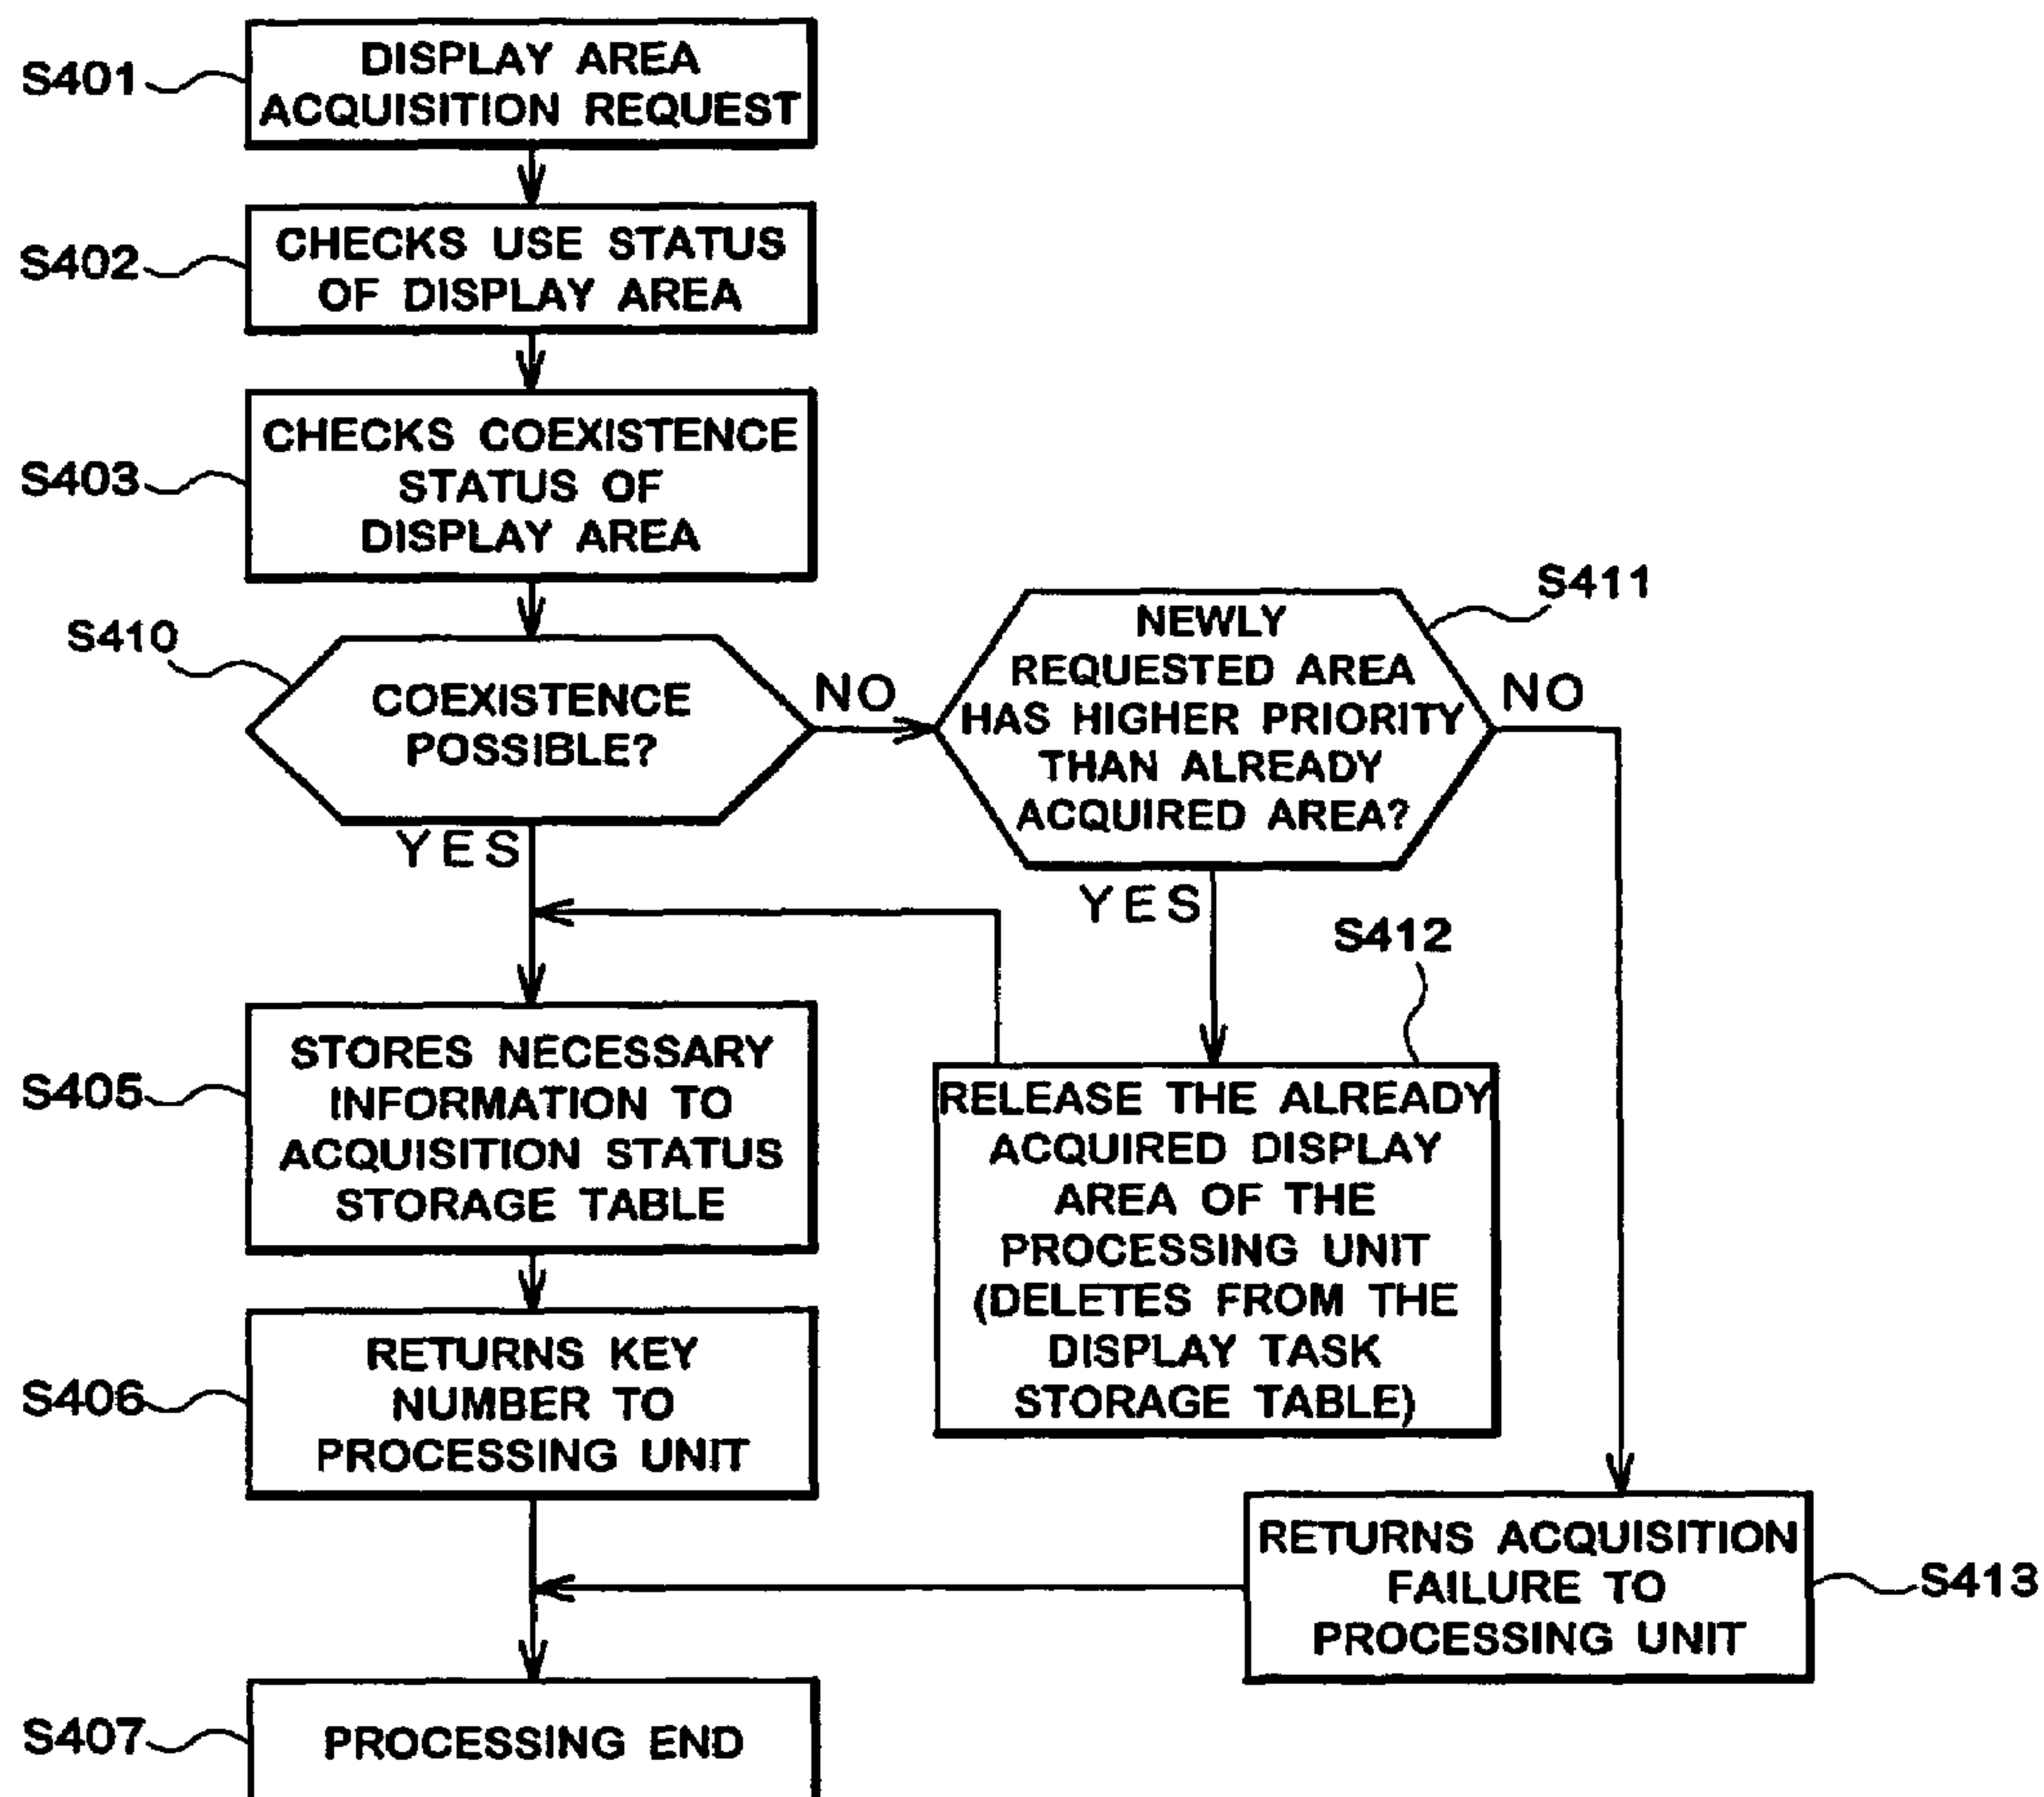 S401
DISPLAY AREA
ACQUISITION REQUEST
S402
CHECKS USE STATUS
OF DISPLAY AREA
S403
CHECKS COEXISTENCE
STATUS OF
DISPLAY AREA
S410
COEXISTENCE
POSSIBLE?
NO
YES
S411
NEWLY
REQUESTED AREA
HAS HIGHER PRIORITY
THAN ALREADY
ACQUIRED AREA?
NO
YES
S412
RELEASE THE ALREADY
ACQUIRED DISPLAY
AREA OF THE
PROCESSING UNIT
(DELETES FROM THE
DISPLAY TASK
STORAGE TABLE)
S405
STORES NECESSARY
INFORMATION TO
ACQUISITION STATUS
STORAGE TABLE
S406
RETURNS KEY
NUMBER TO
PROCESSING UNIT
RETURNS ACQUISITION
FAILURE TO
PROCESSING UNIT
S413
S407
PROCESSING END